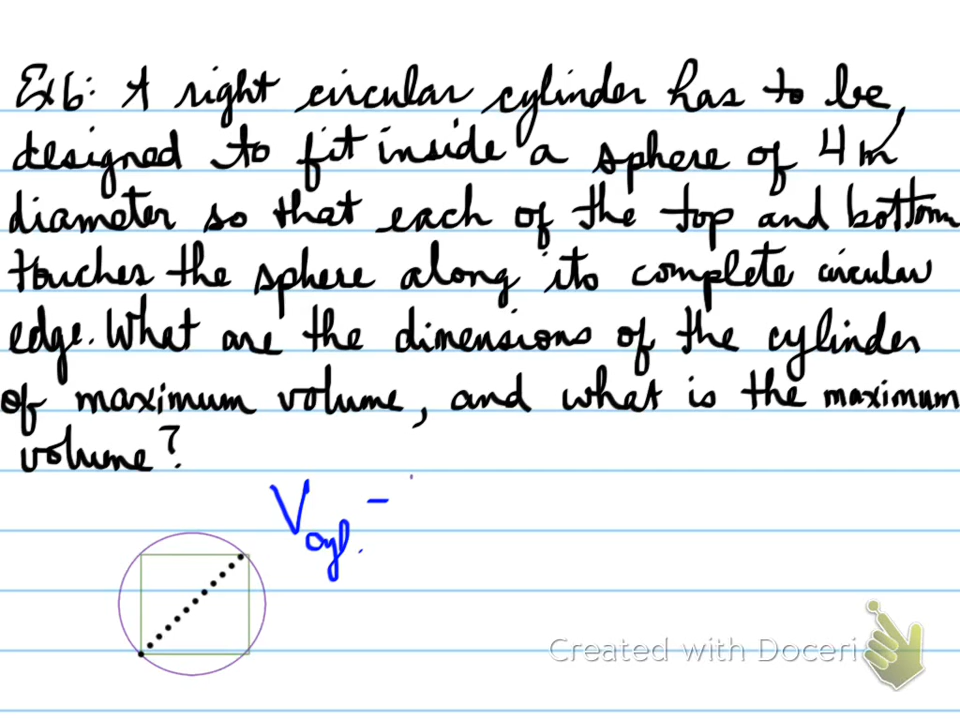 Ex6: A right circular cylinder has to be,
designed to fit inside a sphere of 4 m
diameter so that each of the top and bottom
touches the sphere along its complete circular
edge. What are the dimensions of the cylinder
of maximum volume, and what is the maximum
volume?
Vcyl. =
Created with Doceri